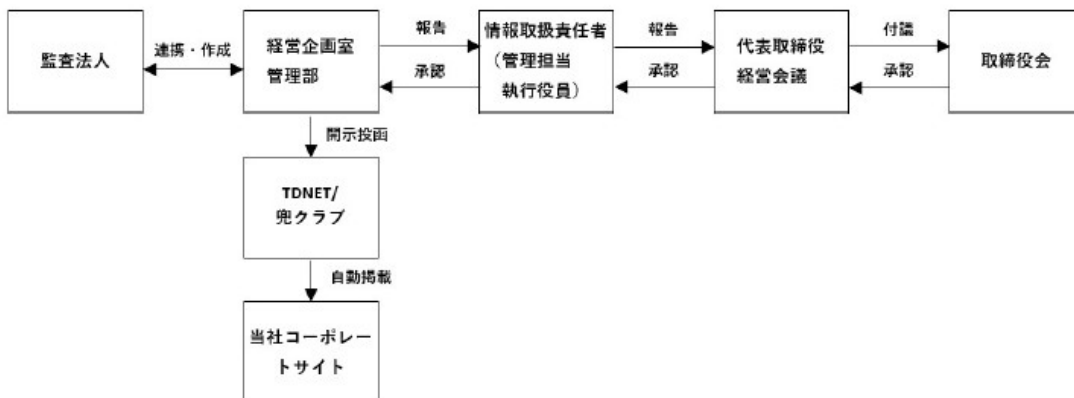 監査法人
連携・作成
経営企画室
管理部
報告
承認
情報取扱責任者
（管理担当
執行役員）
報告
承認
代表取締役
経営会議
付議
承認
取締役会
開示投函
TDNET/
兜クラブ
自動掲載
当社コーポレー
トサイト